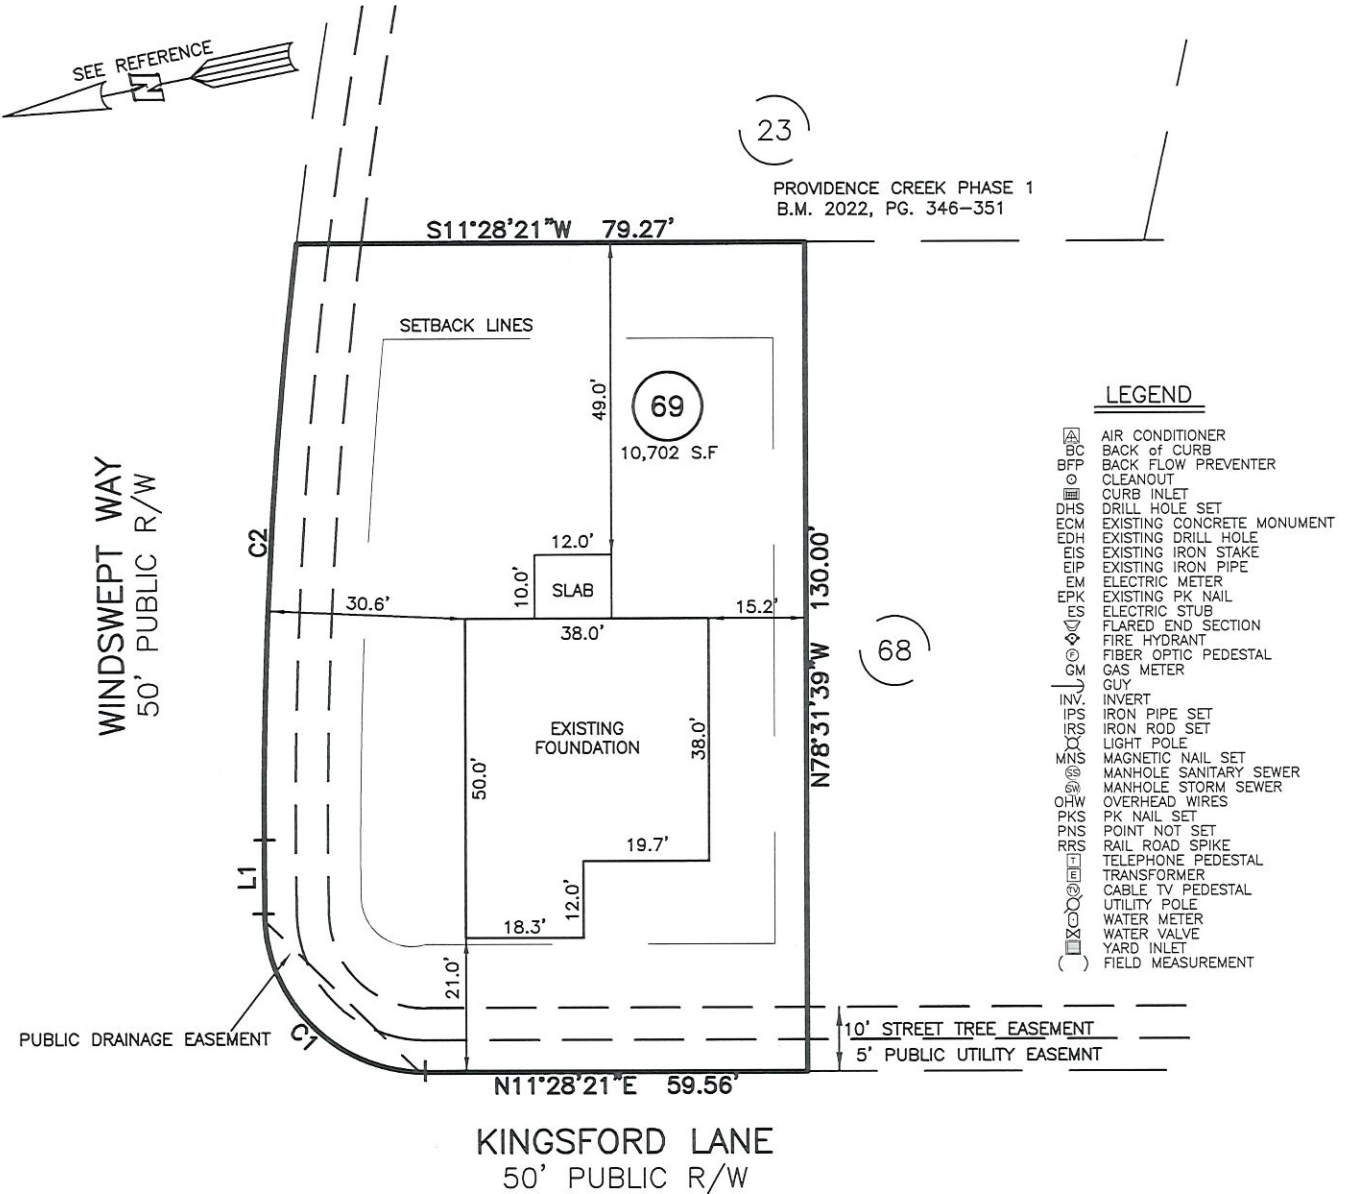 SEE REFERENCE
N
23
PROVIDENCE CREEK PHASE 1
B.M. 2022, PG. 346-351
S11°28'21"W 79.27'
SETBACK LINES
49.0'
69
10,702 S.F
WINDSWEPT WAY
50' PUBLIC R/W
C2
12.0'
10.0'
SLAB
30.6'
38.0'
15.2'
N78°31'39"W 130.00'
68
EXISTING
FOUNDATION
50.0'
38.0'
19.7'
12.0'
18.3'
L1
21.0'
PUBLIC DRAINAGE EASEMENT
C1
10' STREET TREE EASEMENT
5' PUBLIC UTILITY EASEMNT
N11°28'21"E 59.56'
KINGSFORD LANE
50' PUBLIC R/W
LEGEND
A AIR CONDITIONER
BC BACK of CURB
BFP BACK FLOW PREVENTER
CLEANOUT
CURB INLET
DHS DRILL HOLE SET
ECM EXISTING CONCRETE MONUMENT
EDH EXISTING DRILL HOLE
EIS EXISTING IRON STAKE
EIP EXISTING IRON PIPE
EM ELECTRIC METER
EPK EXISTING PK NAIL
ES ELECTRIC STUB
FLARED END SECTION
FIRE HYDRANT
F FIBER OPTIC PEDESTAL
GM GAS METER
GUY
INV. INVERT
IPS IRON PIPE SET
IRS IRON ROD SET
LIGHT POLE
MNS MAGNETIC NAIL SET
SS MANHOLE SANITARY SEWER
SW MANHOLE STORM SEWER
OHW OVERHEAD WIRES
PKS PK NAIL SET
PNS POINT NOT SET
RRS RAIL ROAD SPIKE
T TELEPHONE PEDESTAL
E TRANSFORMER
TV CABLE TV PEDESTAL
UTILITY POLE
WATER METER
WATER VALVE
YARD INLET
( ) FIELD MEASUREMENT